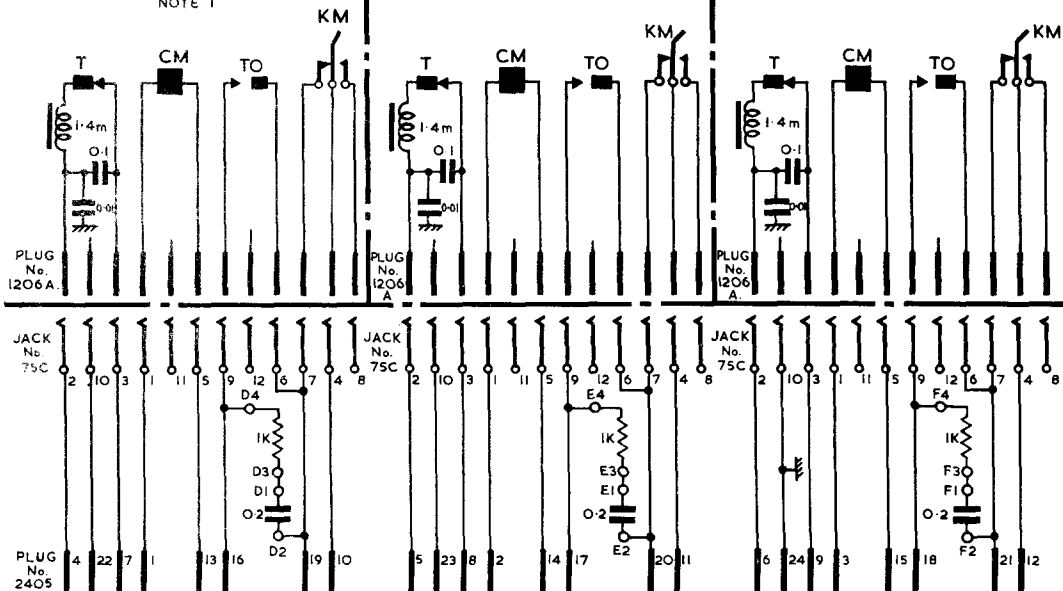 NOTE 1
KM KM KM
T CM TO T CM TO T CM TO
1·4m 1·4m 1·4m
0·1 0·1 0·1
0·01 0·01 0·01
PLUG PLUG PLUG
No. No. No.
1206A. 1206 1206
A A.
JACK JACK JACK
No. No. No.
75C 75C 75C
2 10 3 1 11 5 9 12 6 7 4 8 2 10 3 1 11 5 9 12 6 7 4 8 2 10 3 1 11 5 9 12 6 7 4 8
D4 E4 F4
1K 1K 1K
D3 E3 F3
D1 E1 F1
0·2 0·2 0·2
D2 E2 F2
PLUG
No.
2405
4 22 7 1 13 16 19 10 5 23 8 2 14 17 20 11 6 24 9 3 15 18 21 12